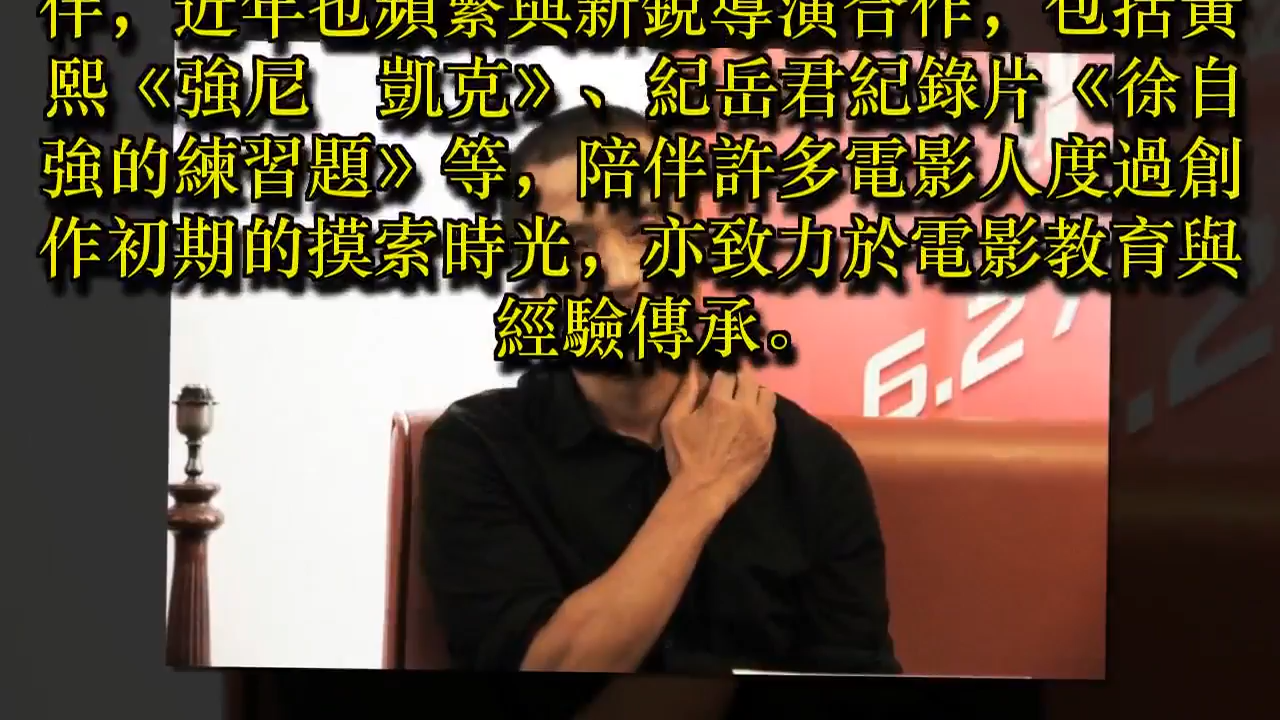 伴，近年也頻繁與新銳導演合作，包括黃
熙《強尼　凱克》、紀岳君紀錄片《徐自
強的練習題》等，陪伴許多電影人度過創
作初期的摸索時光，亦致力於電影教育與
經驗傳承。
6.27